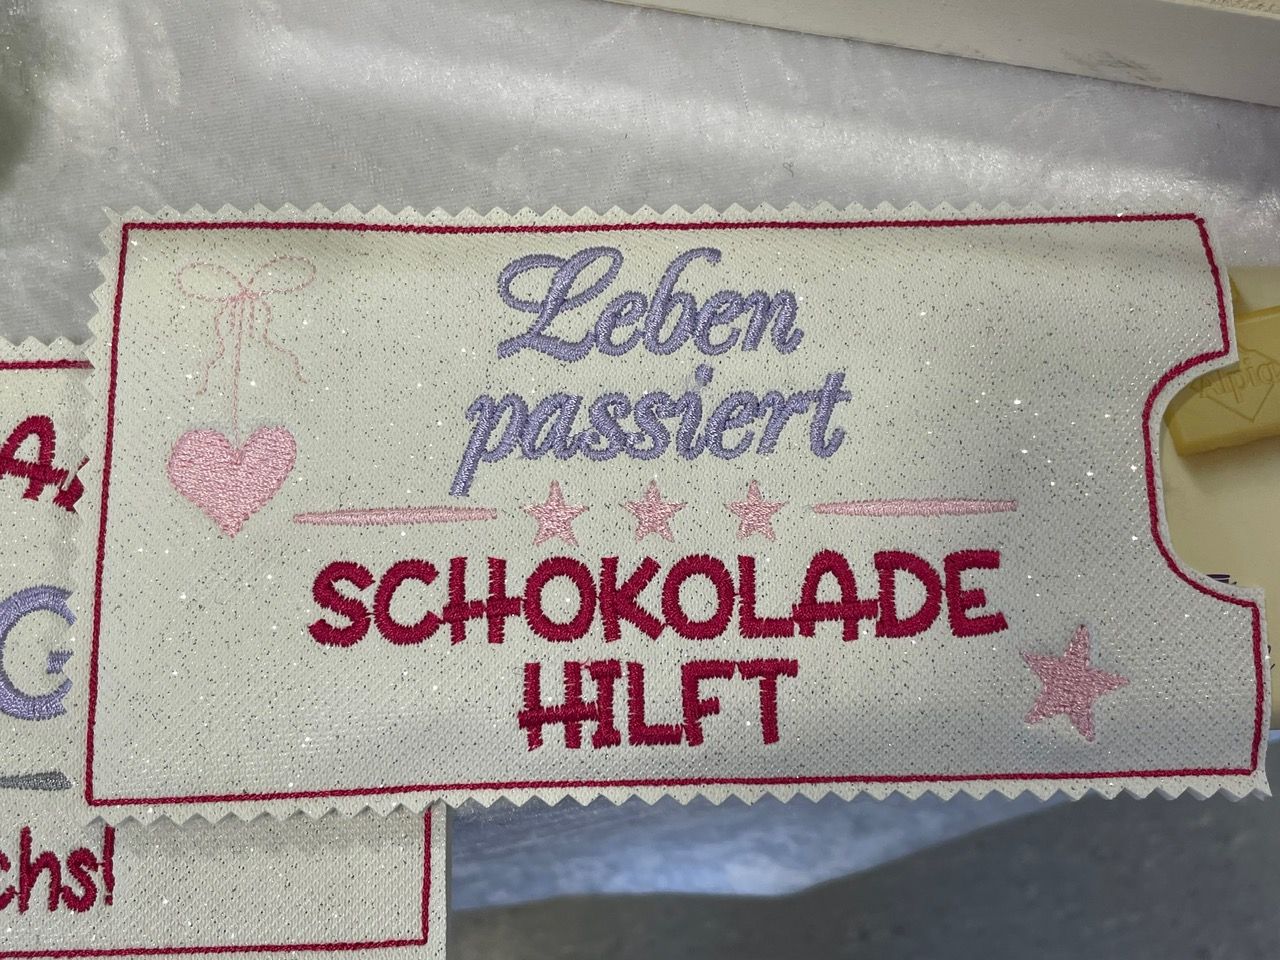 Leben
passiert
SCHOKOLADE
HILFT
G
chs!